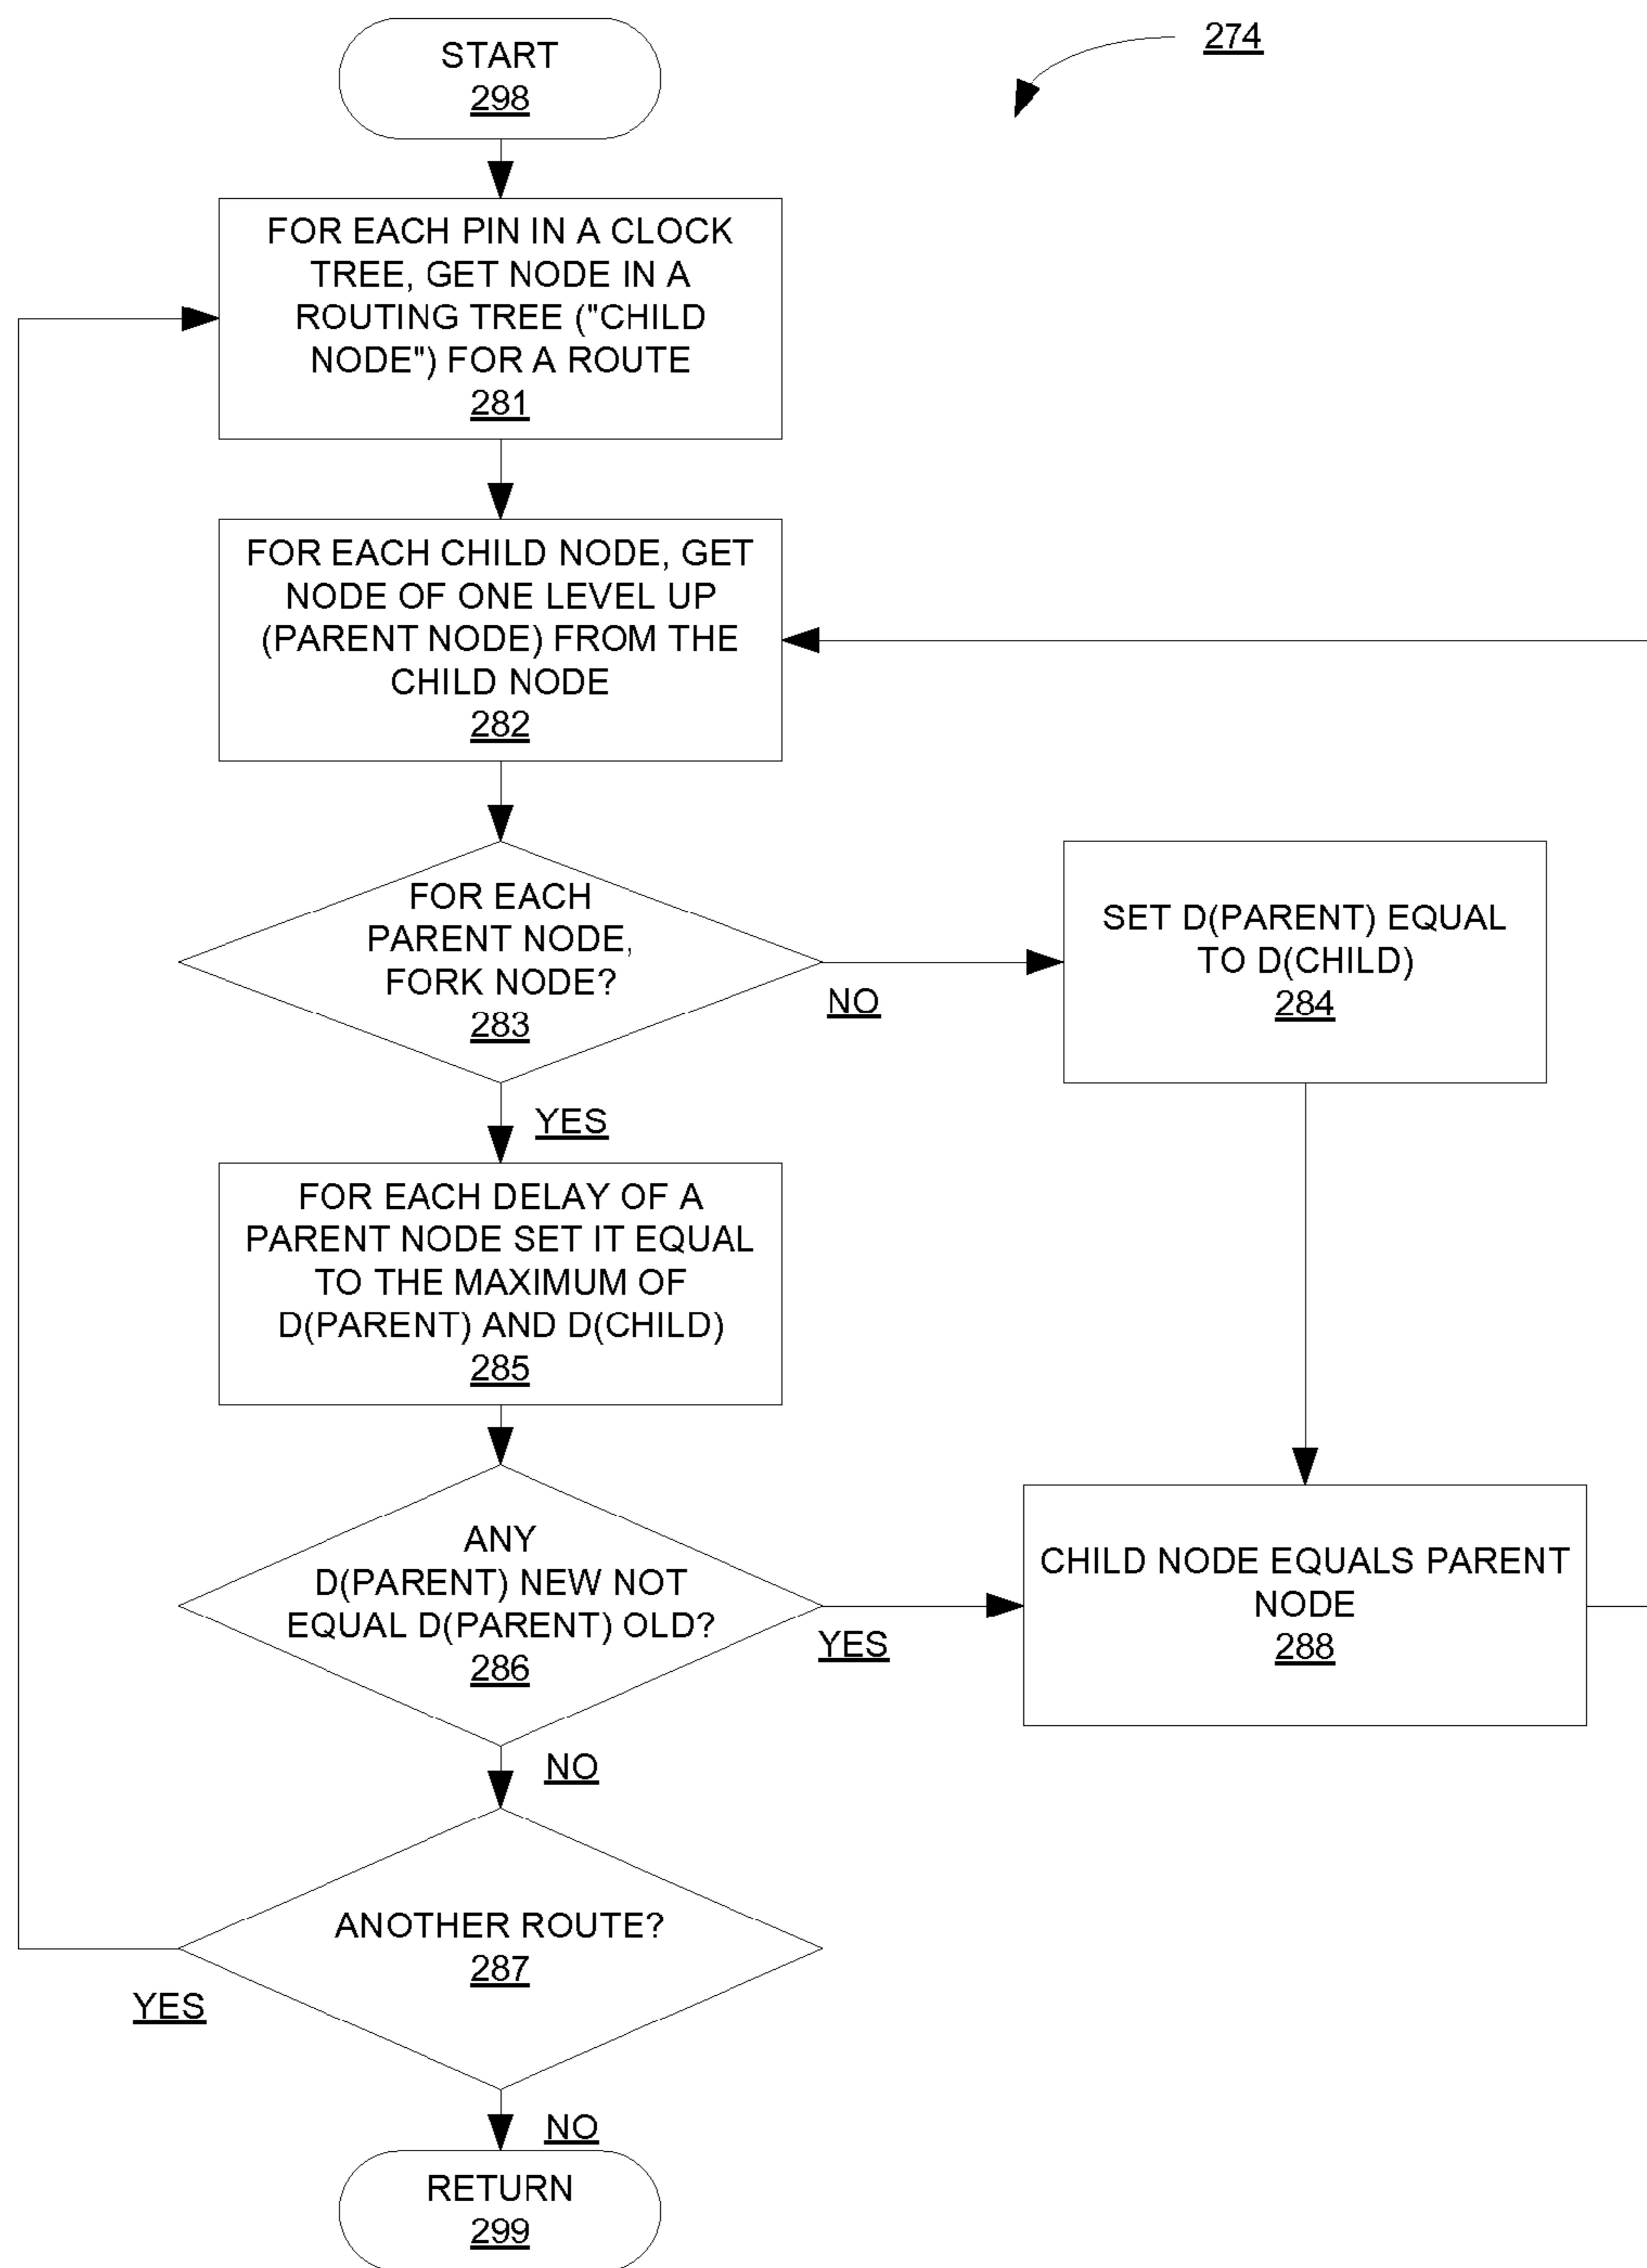 START
298
274
FOR EACH PIN IN A CLOCK
TREE, GET NODE IN A
ROUTING TREE ("CHILD
NODE") FOR A ROUTE
281
FOR EACH CHILD NODE, GET
NODE OF ONE LEVEL UP
(PARENT NODE) FROM THE
CHILD NODE
282
FOR EACH
PARENT NODE,
FORK NODE?
283
NO
SET D(PARENT) EQUAL
TO D(CHILD)
284
YES
FOR EACH DELAY OF A
PARENT NODE SET IT EQUAL
TO THE MAXIMUM OF
D(PARENT) AND D(CHILD)
285
ANY
D(PARENT) NEW NOT
EQUAL D(PARENT) OLD?
286
YES
CHILD NODE EQUALS PARENT
NODE
288
NO
ANOTHER ROUTE?
287
YES
NO
RETURN
299